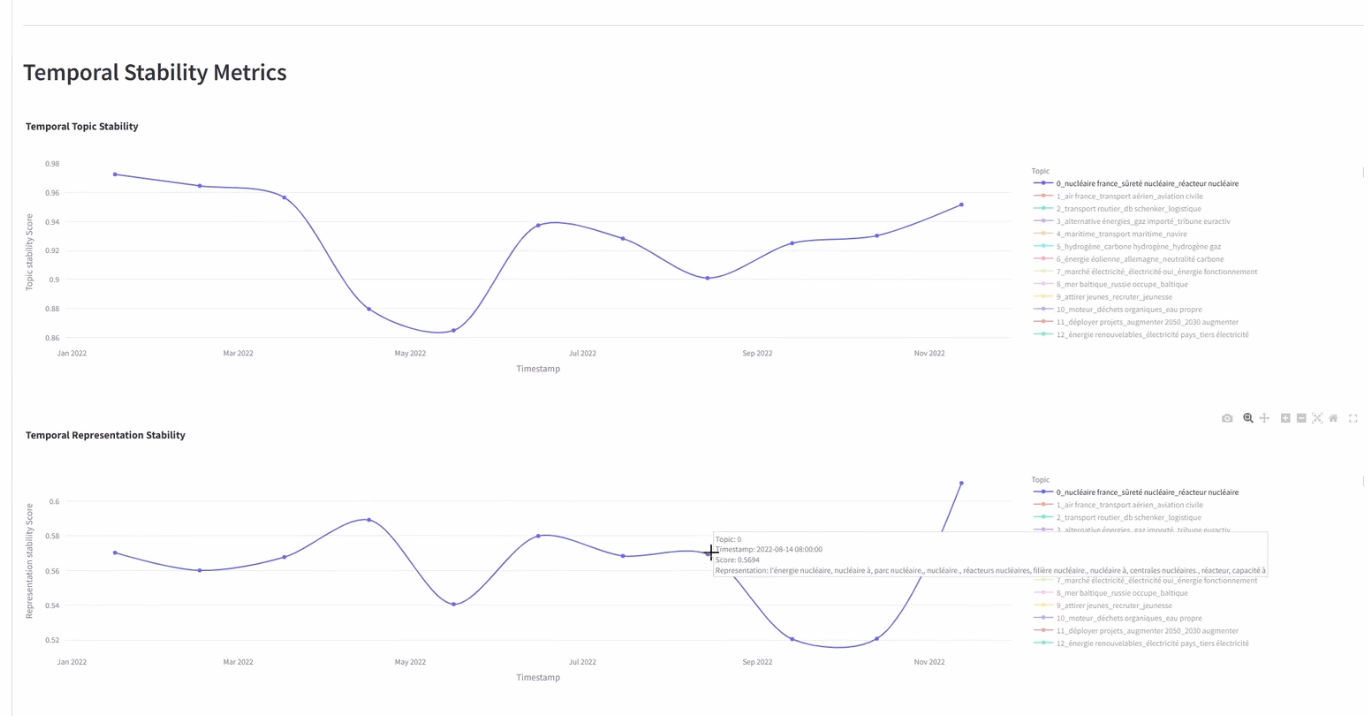 Temporal Stability Metrics
Temporal Topic Stability
0.98
0.96
0.94
0.92
0.9
0.88
0.86
Topic stability Score
Jan 2022 Mar 2022 May 2022 Jul 2022 Sep 2022 Nov 2022
Timestamp
Topic
0_nucléaire france_sûreté nucléaire_réacteur nucléaire
1_air france_transport aérien_aviation civile
2_transport routier_db schenker_logistique
3_alternative énergies_gaz importé_tribune euractiv
4_maritime_transport maritime_navire
5_hydrogène_carbone hydrogène_hydrogène gaz
6_énergie éolienne_allemagne_neutralité carbone
7_marché électricité_électricité oui_énergie fonctionnement
8_mer baltique_russie occupe_baltique
9_attirer jeunes_recruter_jeunesse
10_moteur_déchets organiques_eau propre
11_déployer projets_augmenter 2050_2030 augmenter
12_énergie renouvelables_électricité pays_tiers électricité
Temporal Representation Stability
0.6
0.58
0.56
0.54
0.52
Representation stability Score
Jan 2022 Mar 2022 May 2022 Jul 2022 Sep 2022 Nov 2022
Timestamp
Topic: 0
Timestamp: 2022-08-14 08:00:00
Score: 0.5694
Representation: l'énergie nucléaire, nucléaire à, parc nucléaire., nucléaire., réacteurs nucléaires, filière nucléaire., nucléaire à, centrales nucléaires., réacteur, capacité à
Topic
0_nucléaire france_sûreté nucléaire_réacteur nucléaire
1_air france_transport aérien_aviation civile
2_transport routier_db schenker_logistique
3_alternative énergies_gaz importé_tribune euractiv
7_marché électricité_électricité oui_énergie fonctionnement
8_mer baltique_russie occupe_baltique
9_attirer jeunes_recruter_jeunesse
10_moteur_déchets organiques_eau propre
11_déployer projets_augmenter 2050_2030 augmenter
12_énergie renouvelables_électricité pays_tiers électricité